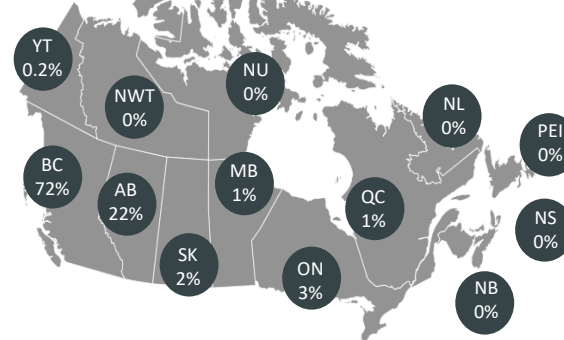 YT
0.2%
NWT
0%
NU
0%
NL
0%
PEI
0%
BC
72%
AB
22%
MB
1%
QC
1%
NS
0%
SK
2%
ON
3%
NB
0%